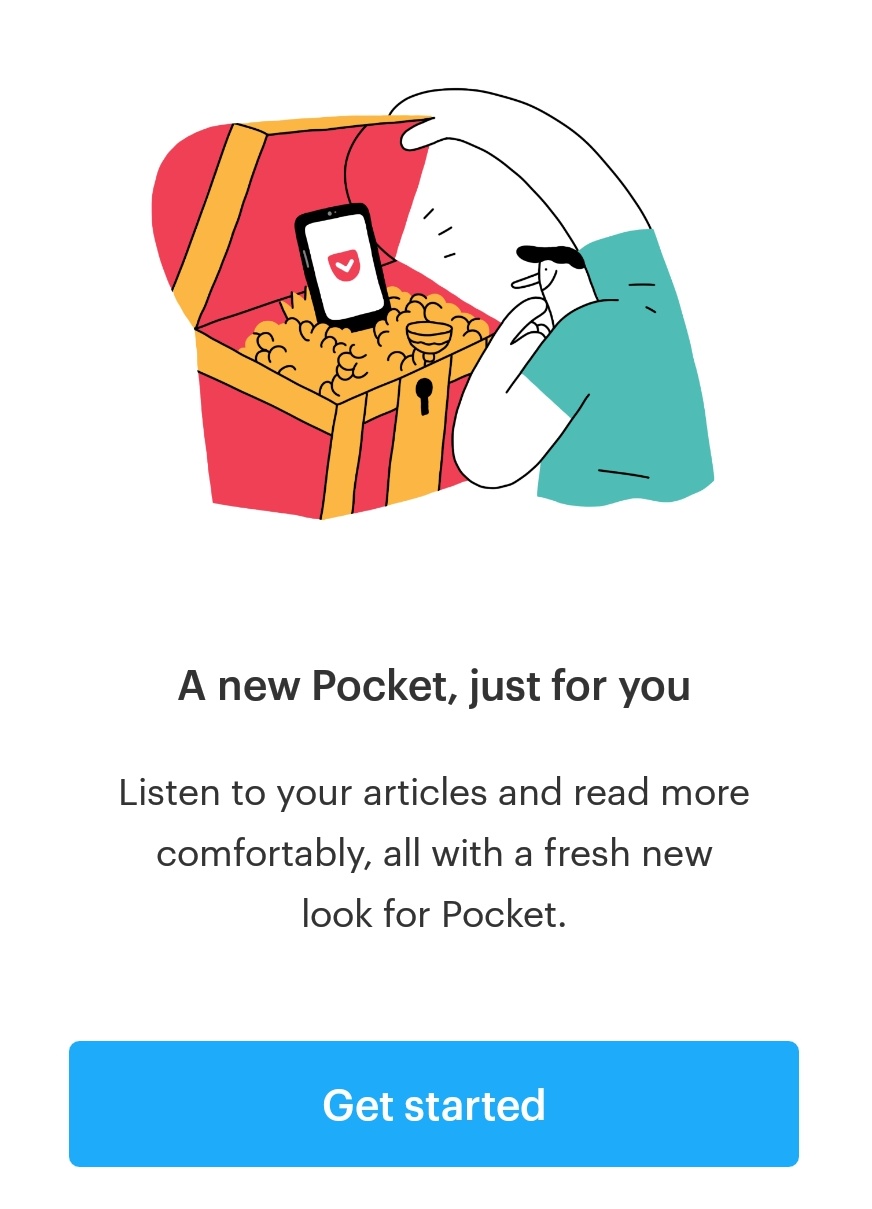 A new Pocket, just for you
Listen to your articles and read more
comfortably, all with a fresh new
look for Pocket.
Get started